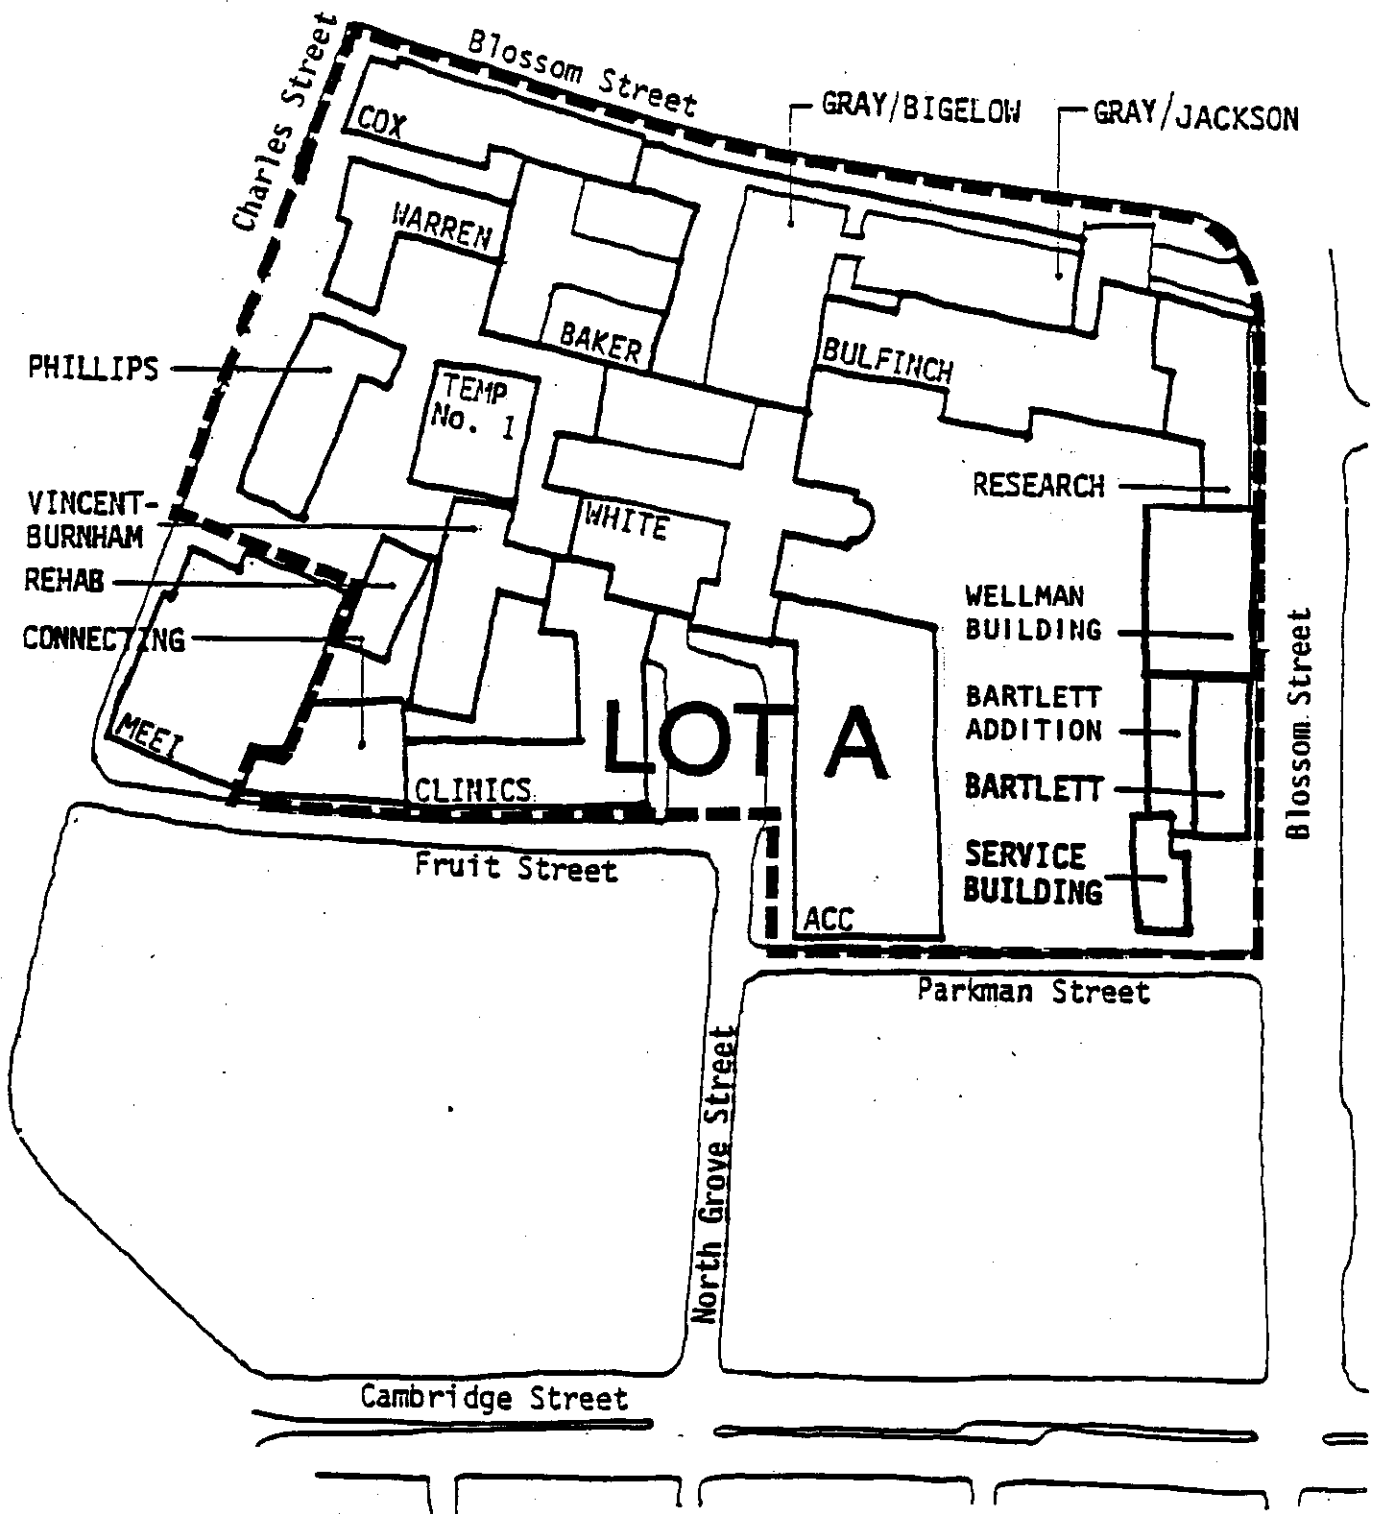 Blossom Street
Charles Street
GRAY/BIGELOW
GRAY/JACKSON
COX
WARREN
BAKER
BULFINCH
PHILLIPS
TEMP
No. 1
RESEARCH
VINCENT-
BURNHAM
WHITE
REHAB
WELLMAN
BUILDING
CONNECTING
Blossom Street
BARTLETT
ADDITION
MEEI
LOT A
CLINICS
BARTLETT
Fruit Street
SERVICE
BUILDING
ACC
Parkman Street
North Grove Street
Cambridge Street